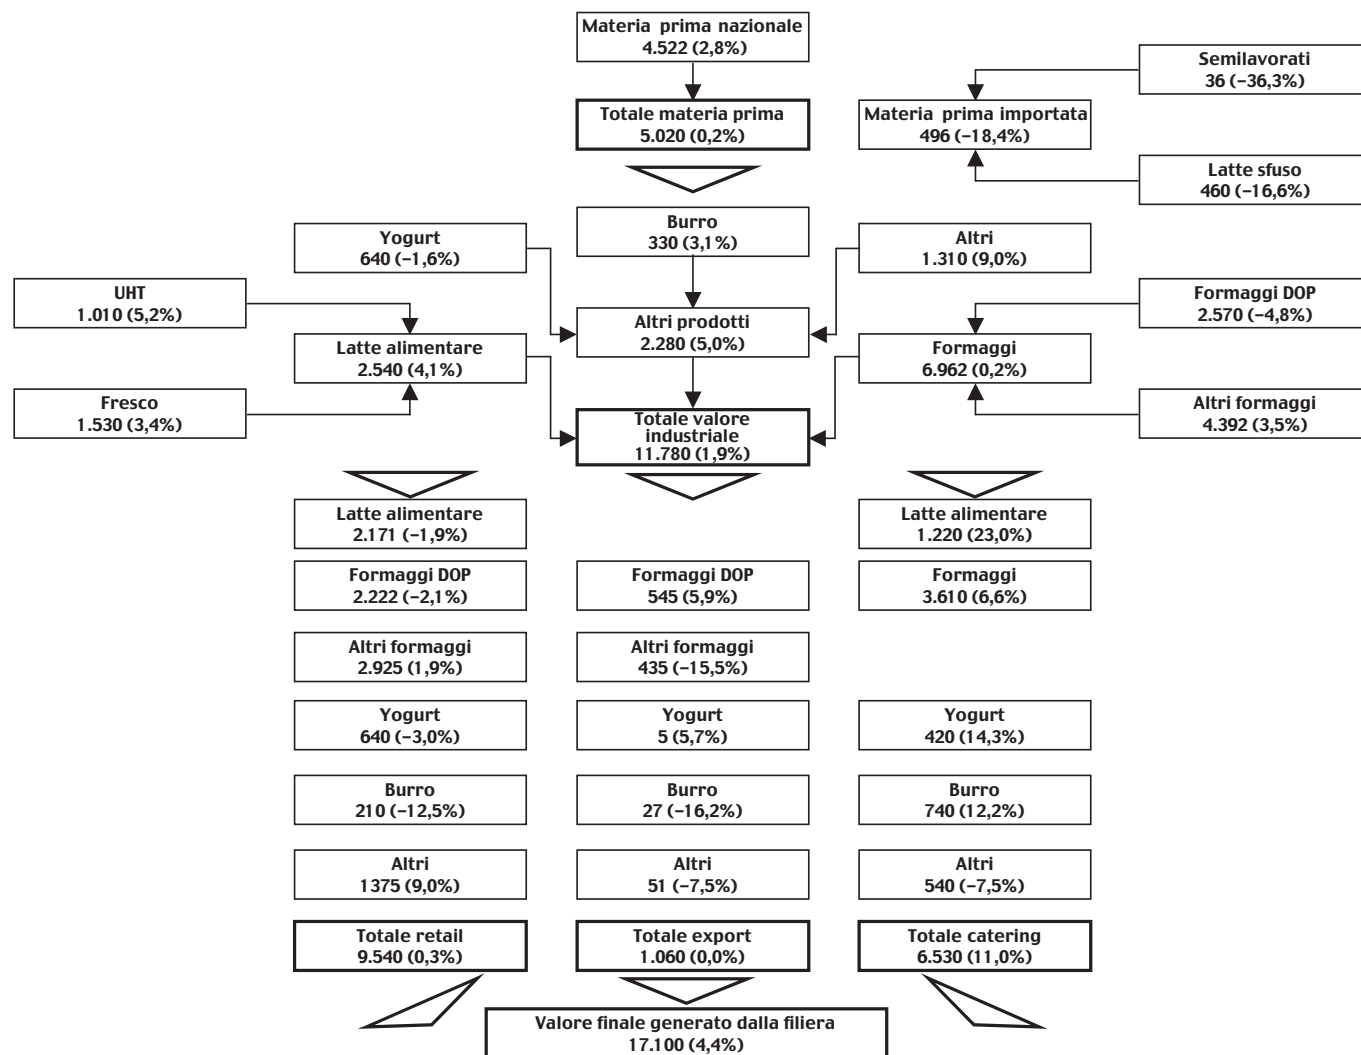 Materia prima nazionale
4.522 (2,8%)
Semilavorati
36 (−36,3%)
Totale materia prima
5.020 (0,2%)
Materia prima importata
496 (−18,4%)
Latte sfuso
460 (−16,6%)
Burro
330 (3,1%)
Yogurt
640 (−1,6%)
Altri
1.310 (9,0%)
UHT
1.010 (5,2%)
Formaggi DOP
2.570 (−4,8%)
Altri prodotti
2.280 (5,0%)
Latte alimentare
2.540 (4,1%)
Formaggi
6.962 (0,2%)
Fresco
1.530 (3,4%)
Altri formaggi
4.392 (3,5%)
Totale valore
industriale
11.780 (1,9%)
Latte alimentare
2.171 (−1,9%)
Latte alimentare
1.220 (23,0%)
Formaggi DOP
2.222 (−2,1%)
Formaggi DOP
545 (5,9%)
Formaggi
3.610 (6,6%)
Altri formaggi
2.925 (1,9%)
Altri formaggi
435 (−15,5%)
Yogurt
640 (−3,0%)
Yogurt
5 (5,7%)
Yogurt
420 (14,3%)
Burro
210 (−12,5%)
Burro
27 (−16,2%)
Burro
740 (12,2%)
Altri
1375 (9,0%)
Altri
51 (−7,5%)
Altri
540 (−7,5%)
Totale retail
9.540 (0,3%)
Totale export
1.060 (0,0%)
Totale catering
6.530 (11,0%)
Valore finale generato dalla filiera
17.100 (4,4%)